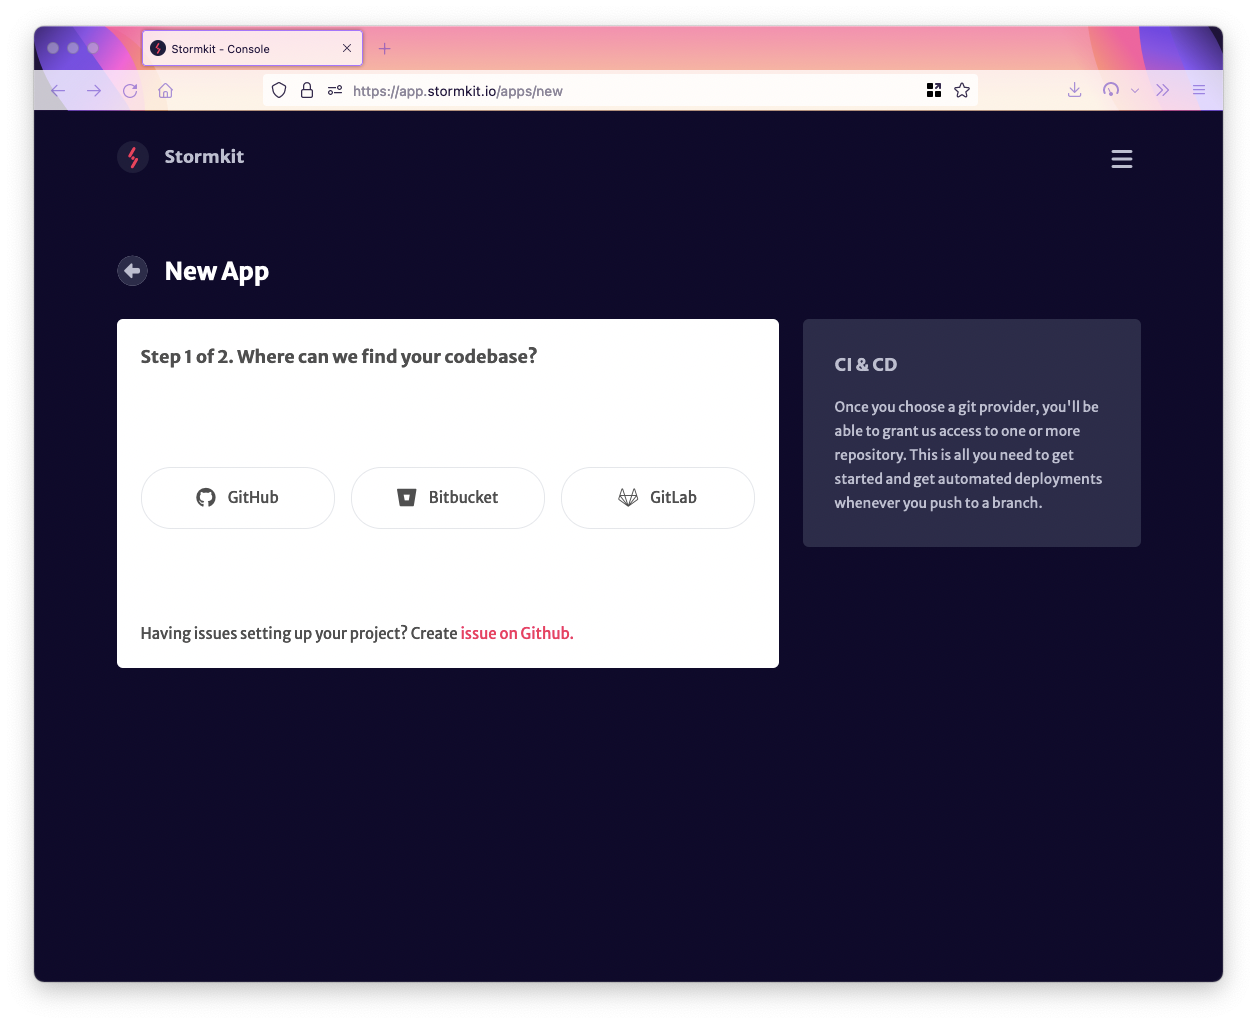 Stormkit - Console
https://app.stormkit.io/apps/new
Stormkit
New App
Step 1 of 2. Where can we find your codebase?
GitHub
Bitbucket
GitLab
Having issues setting up your project? Create issue on Github.
CI & CD
Once you choose a git provider, you'll be
able to grant us access to one or more
repository. This is all you need to get
started and get automated deployments
whenever you push to a branch.